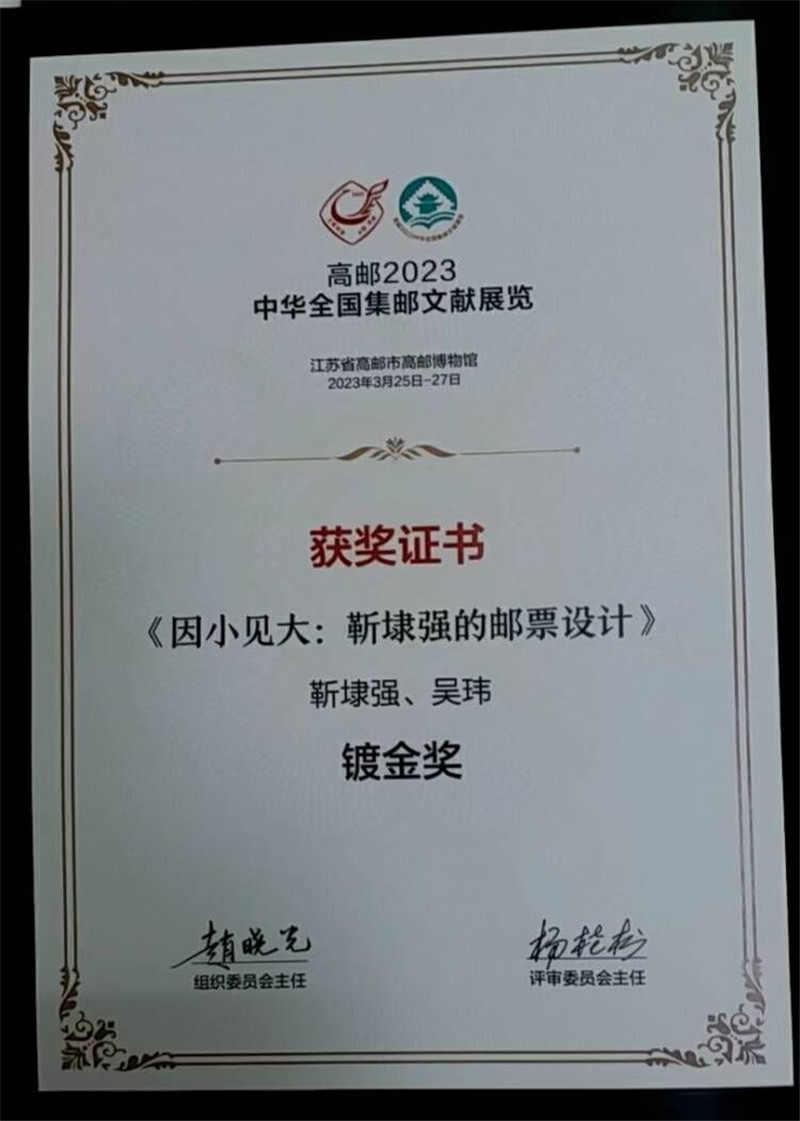 高邮2023
中华全国集邮文献展览
江苏省高邮市高邮博物馆
2023年3月25日-27日
获奖证书
《因小见大：靳埭强的邮票设计》
靳埭强、吴玮
镀金奖
赵晓光
组织委员会主任
评审委员会主任